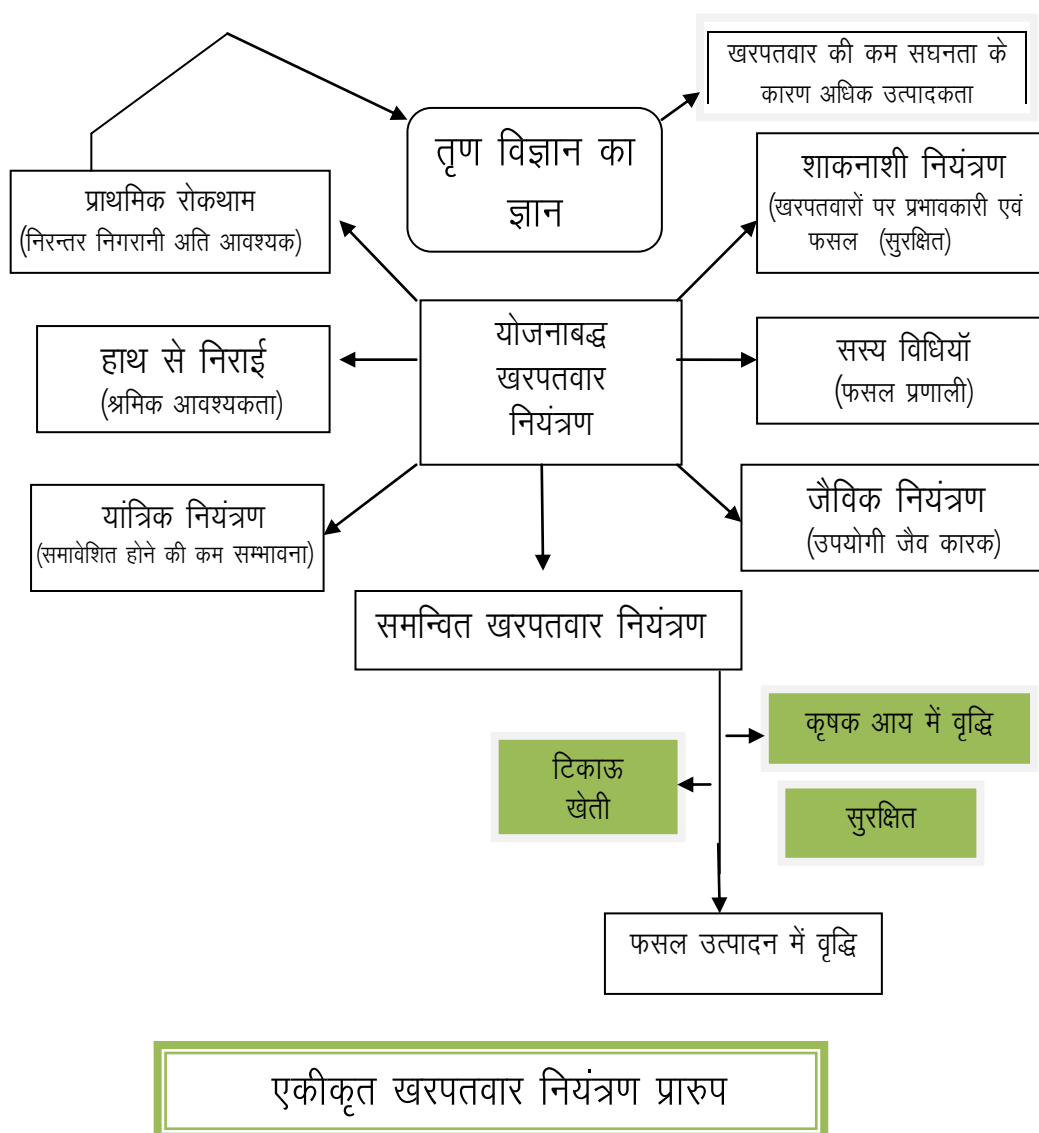 खरपतवार की कम सघनता के
कारण अधिक उत्पादकता
तृण विज्ञान का
ज्ञान
प्राथमिक रोकथाम
(निरन्तर निगरानी अति आवश्यक)
शाकनाशी नियंत्रण
(खरपतवारों पर प्रभावकारी एवं
फसल (सुरक्षित)
योजनाबद्ध
खरपतवार
नियंत्रण
हाथ से निराई
(श्रमिक आवश्यकता)
सस्य विधियॉ
(फसल प्रणाली)
यांत्रिक नियंत्रण
(समावेशित होने की कम सम्भावना)
जैविक नियंत्रण
(उपयोगी जैव कारक)
समन्वित खरपतवार नियंत्रण
कृषक आय में वृद्धि
टिकाऊ
खेती
सुरक्षित
फसल उत्पादन में वृद्धि
एकीकृत खरपतवार नियंत्रण प्रारुप